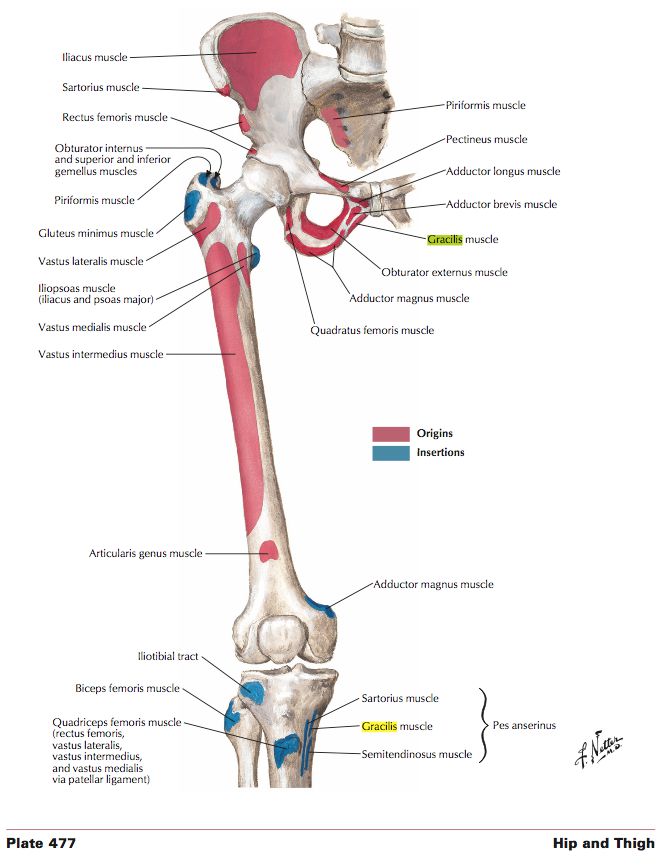 Iliacus muscle
Sartorius muscle
Rectus femoris muscle
Obturator internus
and superior and inferior
gemellus muscles
Piriformis muscle
Gluteus minimus muscle
Vastus lateralis muscle
Iliopsoas muscle
(iliacus and psoas major)
Vastus medialis muscle
Vastus intermedius muscle
Piriformis muscle
Pectineus muscle
Adductor longus muscle
Adductor brevis muscle
Gracilis muscle
Obturator externus muscle
Adductor magnus muscle
Quadratus femoris muscle
Origins
Insertions
Articularis genus muscle
Adductor magnus muscle
Iliotibial tract
Biceps femoris muscle
Quadriceps femoris muscle
(rectus femoris,
vastus lateralis,
vastus intermedius,
and vastus medialis
via patellar ligament)
Sartorius muscle
Gracilis muscle
Semitendinosus muscle
Pes anserinus
F. Netter
M.D.
Plate 477
Hip and Thigh